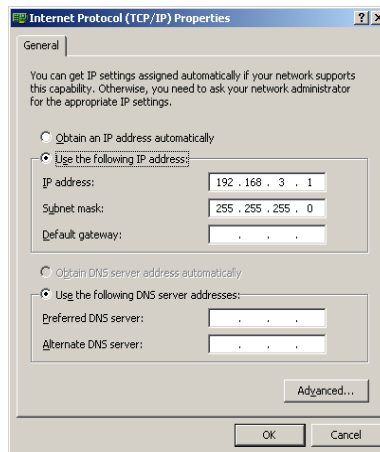 Internet Protocol (TCP/IP) Properties
General
You can get IP settings assigned automatically if your network supports
this capability. Otherwise, you need to ask your network administrator
for the appropriate IP settings.
Obtain an IP address automatically
Use the following IP address:
IP address: 192 . 168 . 3 . 1
Subnet mask: 255 . 255 . 255 . 0
Default gateway: . . .
Obtain DNS server address automatically
Use the following DNS server addresses:
Preferred DNS server: . . .
Alternate DNS server: . . .
Advanced...
OK Cancel